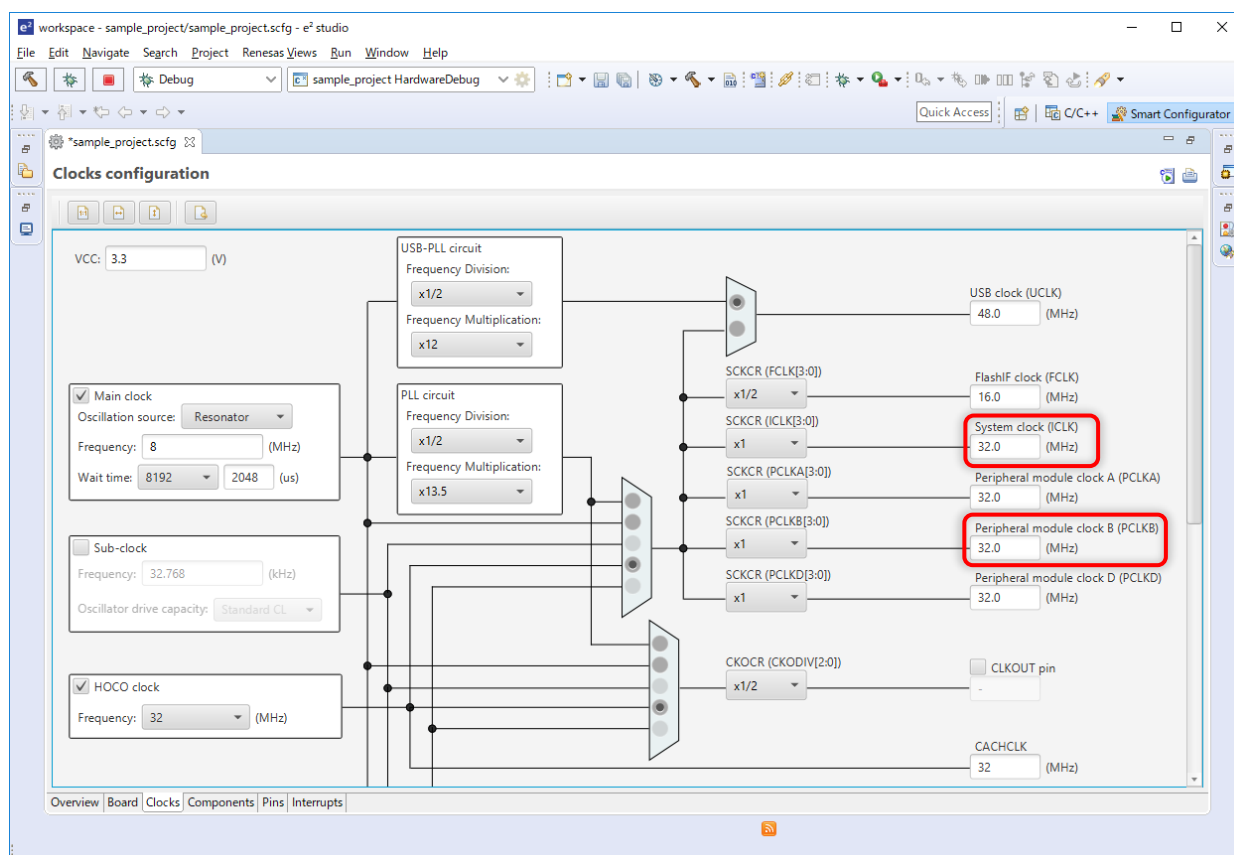 e² workspace - sample_project/sample_project.scfg - e² studio
File Edit Navigate Search Project Renesas Views Run Window Help
Debug
sample_project HardwareDebug
010
Quick Access
C/C++
Smart Configurator
*sample_project.scfg
Clocks configuration
VCC: 3.3 (V)
USB-PLL circuit
Frequency Division:
x1/2
Frequency Multiplication:
x12
USB clock (UCLK)
48.0 (MHz)
Main clock
Oscillation source: Resonator
Frequency: 8 (MHz)
Wait time: 8192 2048 (us)
PLL circuit
Frequency Division:
x1/2
Frequency Multiplication:
x13.5
SCKCR (FCLK[3:0])
x1/2
FlashIF clock (FCLK)
16.0 (MHz)
SCKCR (ICLK[3:0])
x1
System clock (ICLK)
32.0 (MHz)
SCKCR (PCLKA[3:0])
x1
Peripheral module clock A (PCLKA)
32.0 (MHz)
SCKCR (PCLKB[3:0])
x1
Peripheral module clock B (PCLKB)
32.0 (MHz)
SCKCR (PCLKD[3:0])
x1
Peripheral module clock D (PCLKD)
32.0 (MHz)
Sub-clock
Frequency: 32.768 (kHz)
Oscillator drive capacity: Standard CL
HOCO clock
Frequency: 32 (MHz)
CKOCR (CKODIV[2:0])
x1/2
CLKOUT pin
-
CACHCLK
32 (MHz)
Overview Board Clocks Components Pins Interrupts